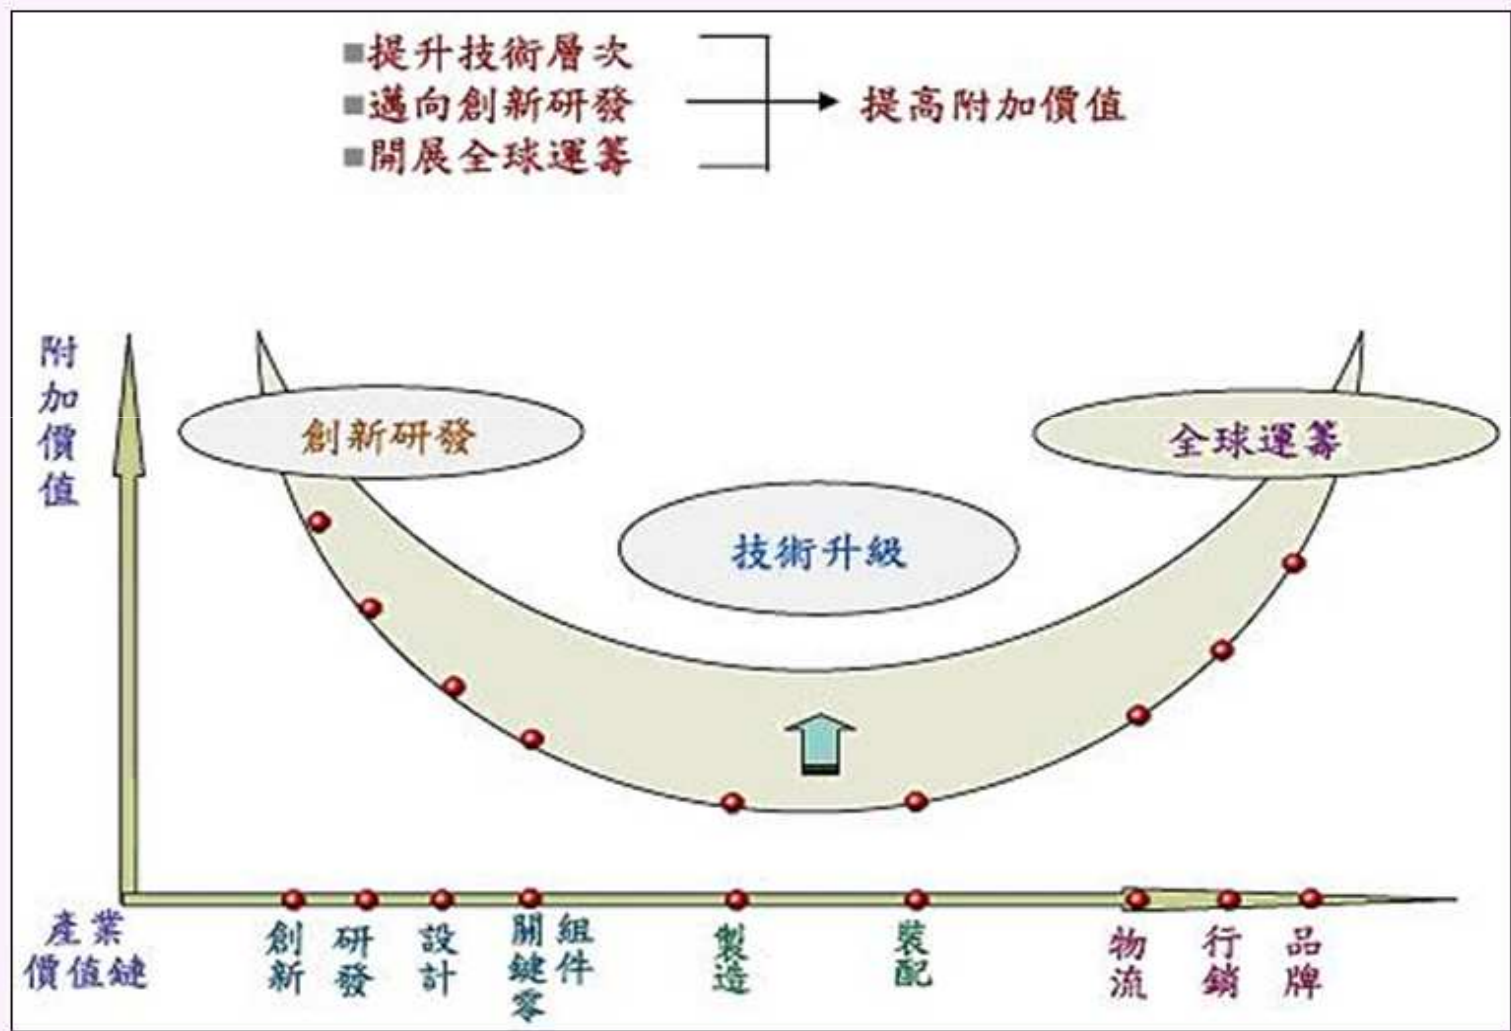 提升技術層次
邁向創新研發
開展全球運籌
提高附加價值
附加價值
創新研發
全球運籌
技術升級
產業
價值鏈
創新
研發
設計
關鍵零
組件
製造
裝配
物流
行銷
品牌